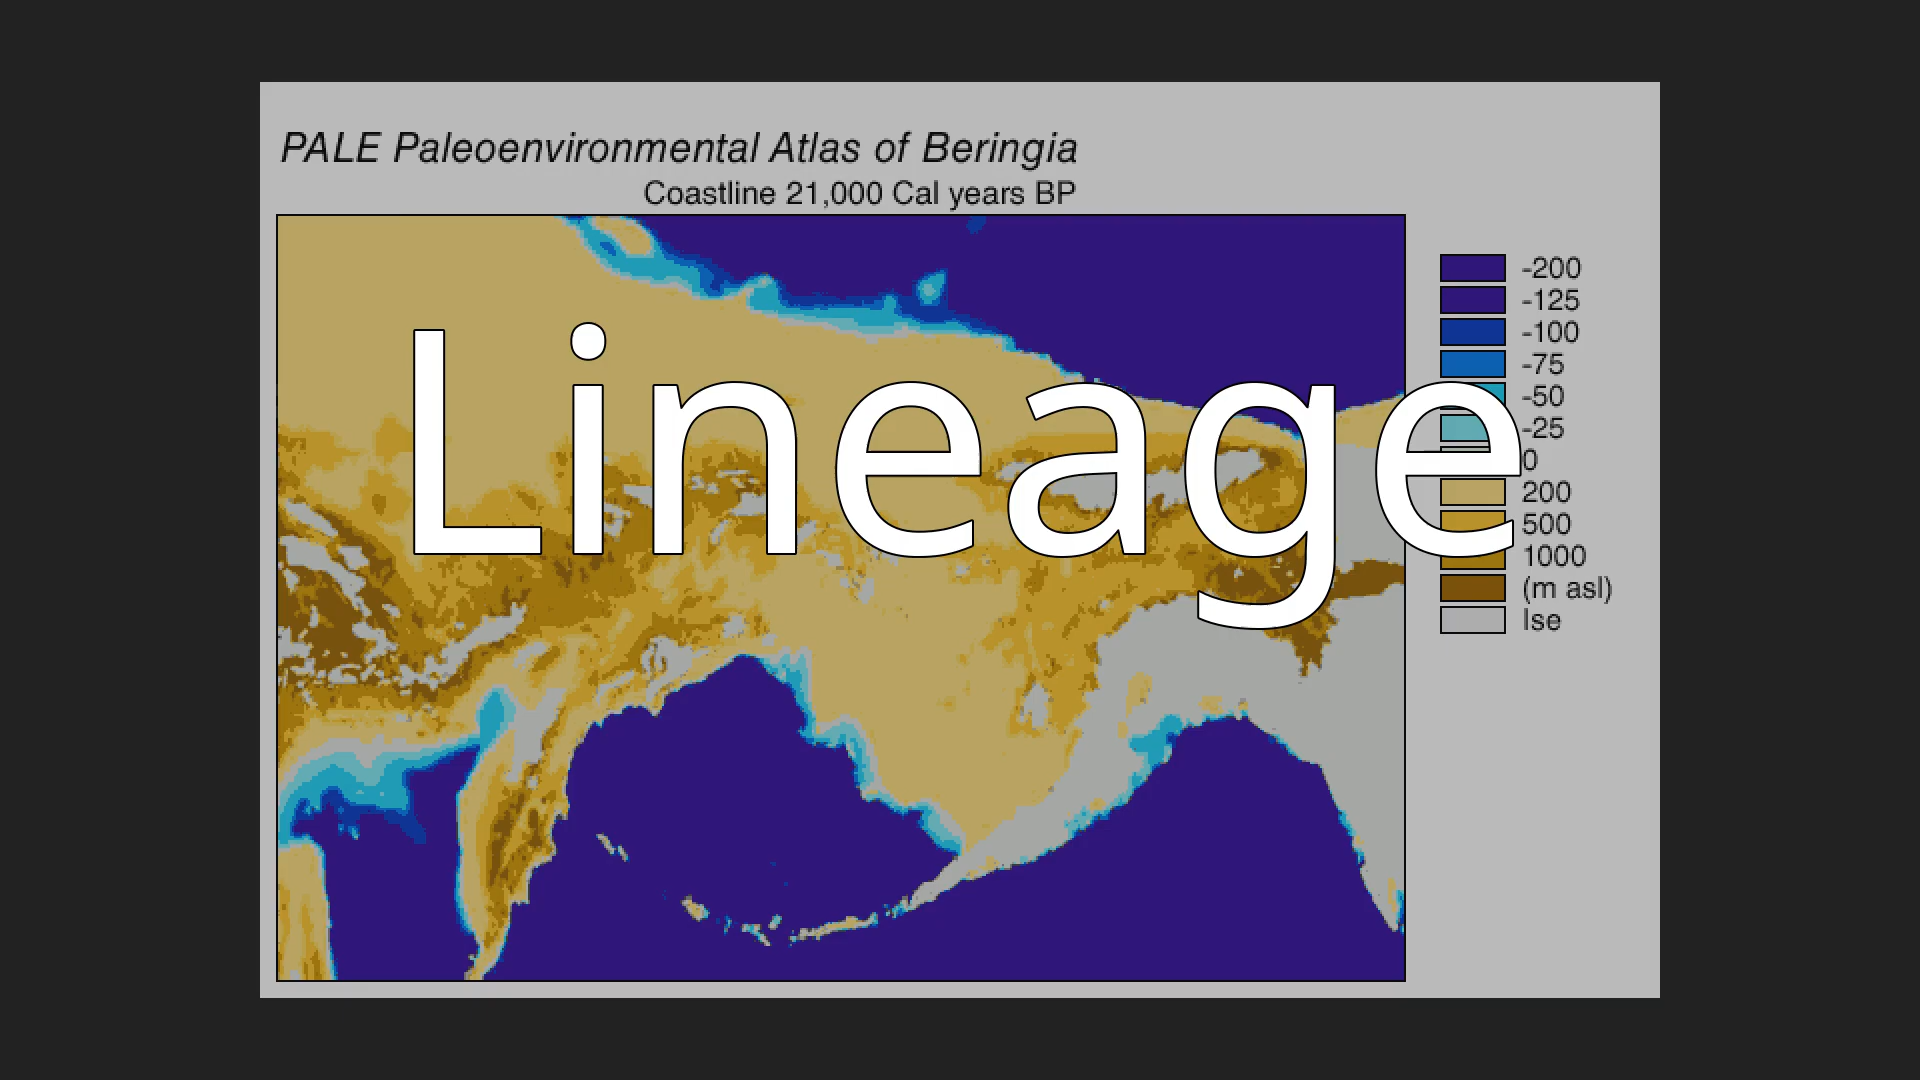 PALE Paleoenvironmental Atlas of Beringia
Coastline 21,000 Cal years BP
Lineage
-200
-125
-100
-75
-50
-25
0
200
500
1000
(m asl)
Ise